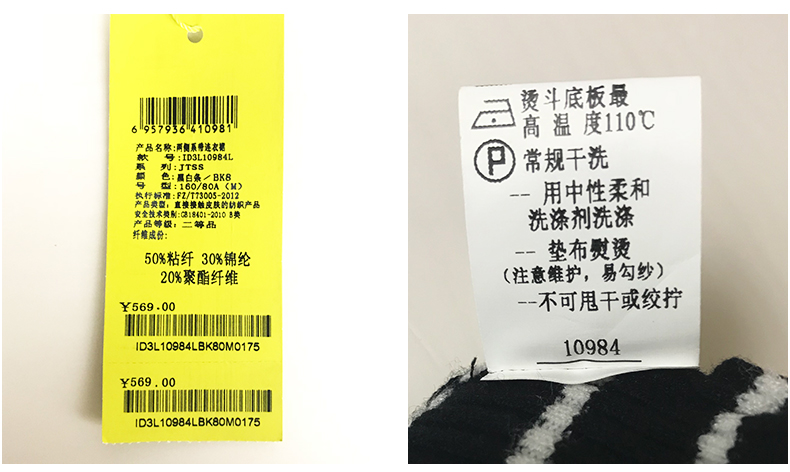 6 957936 410981
产品名称:两侧系带连衣裙
款 号:ID3L10984L
系 列:JTSS
颜 色:黑白条/BK8
号 型:160/80A (M)
执行标准:FZ/T73005-2012
产品类型: 直接接触皮肤的纺织产品
安全技术类别:GB18401-2010 B类
产品等级: 二等品
纤维成份:
50%粘纤 30%锦纶
20%聚酯纤维
¥569.00
ID3L10984LBK80M0175
¥569.00
ID3L10984LBK80M0175
烫斗底板最
高 温 度110℃
P 常规干洗
-- 用中性柔和
洗涤剂洗涤
-- 垫布熨烫
(注意维护，易勾纱)
--不可甩干或绞拧
10984